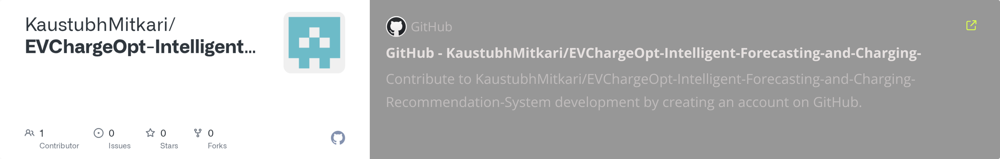 KaustubhMitkari/
EVChargeOpt-Intelligent...
1
Contributor
0
Issues
0
Stars
0
Forks
GitHub
GitHub - KaustubhMitkari/EVChargeOpt-Intelligent-Forecasting-and-Charging-
Contribute to KaustubhMitkari/EVChargeOpt-Intelligent-Forecasting-and-Charging-
Recommendation-System development by creating an account on GitHub.